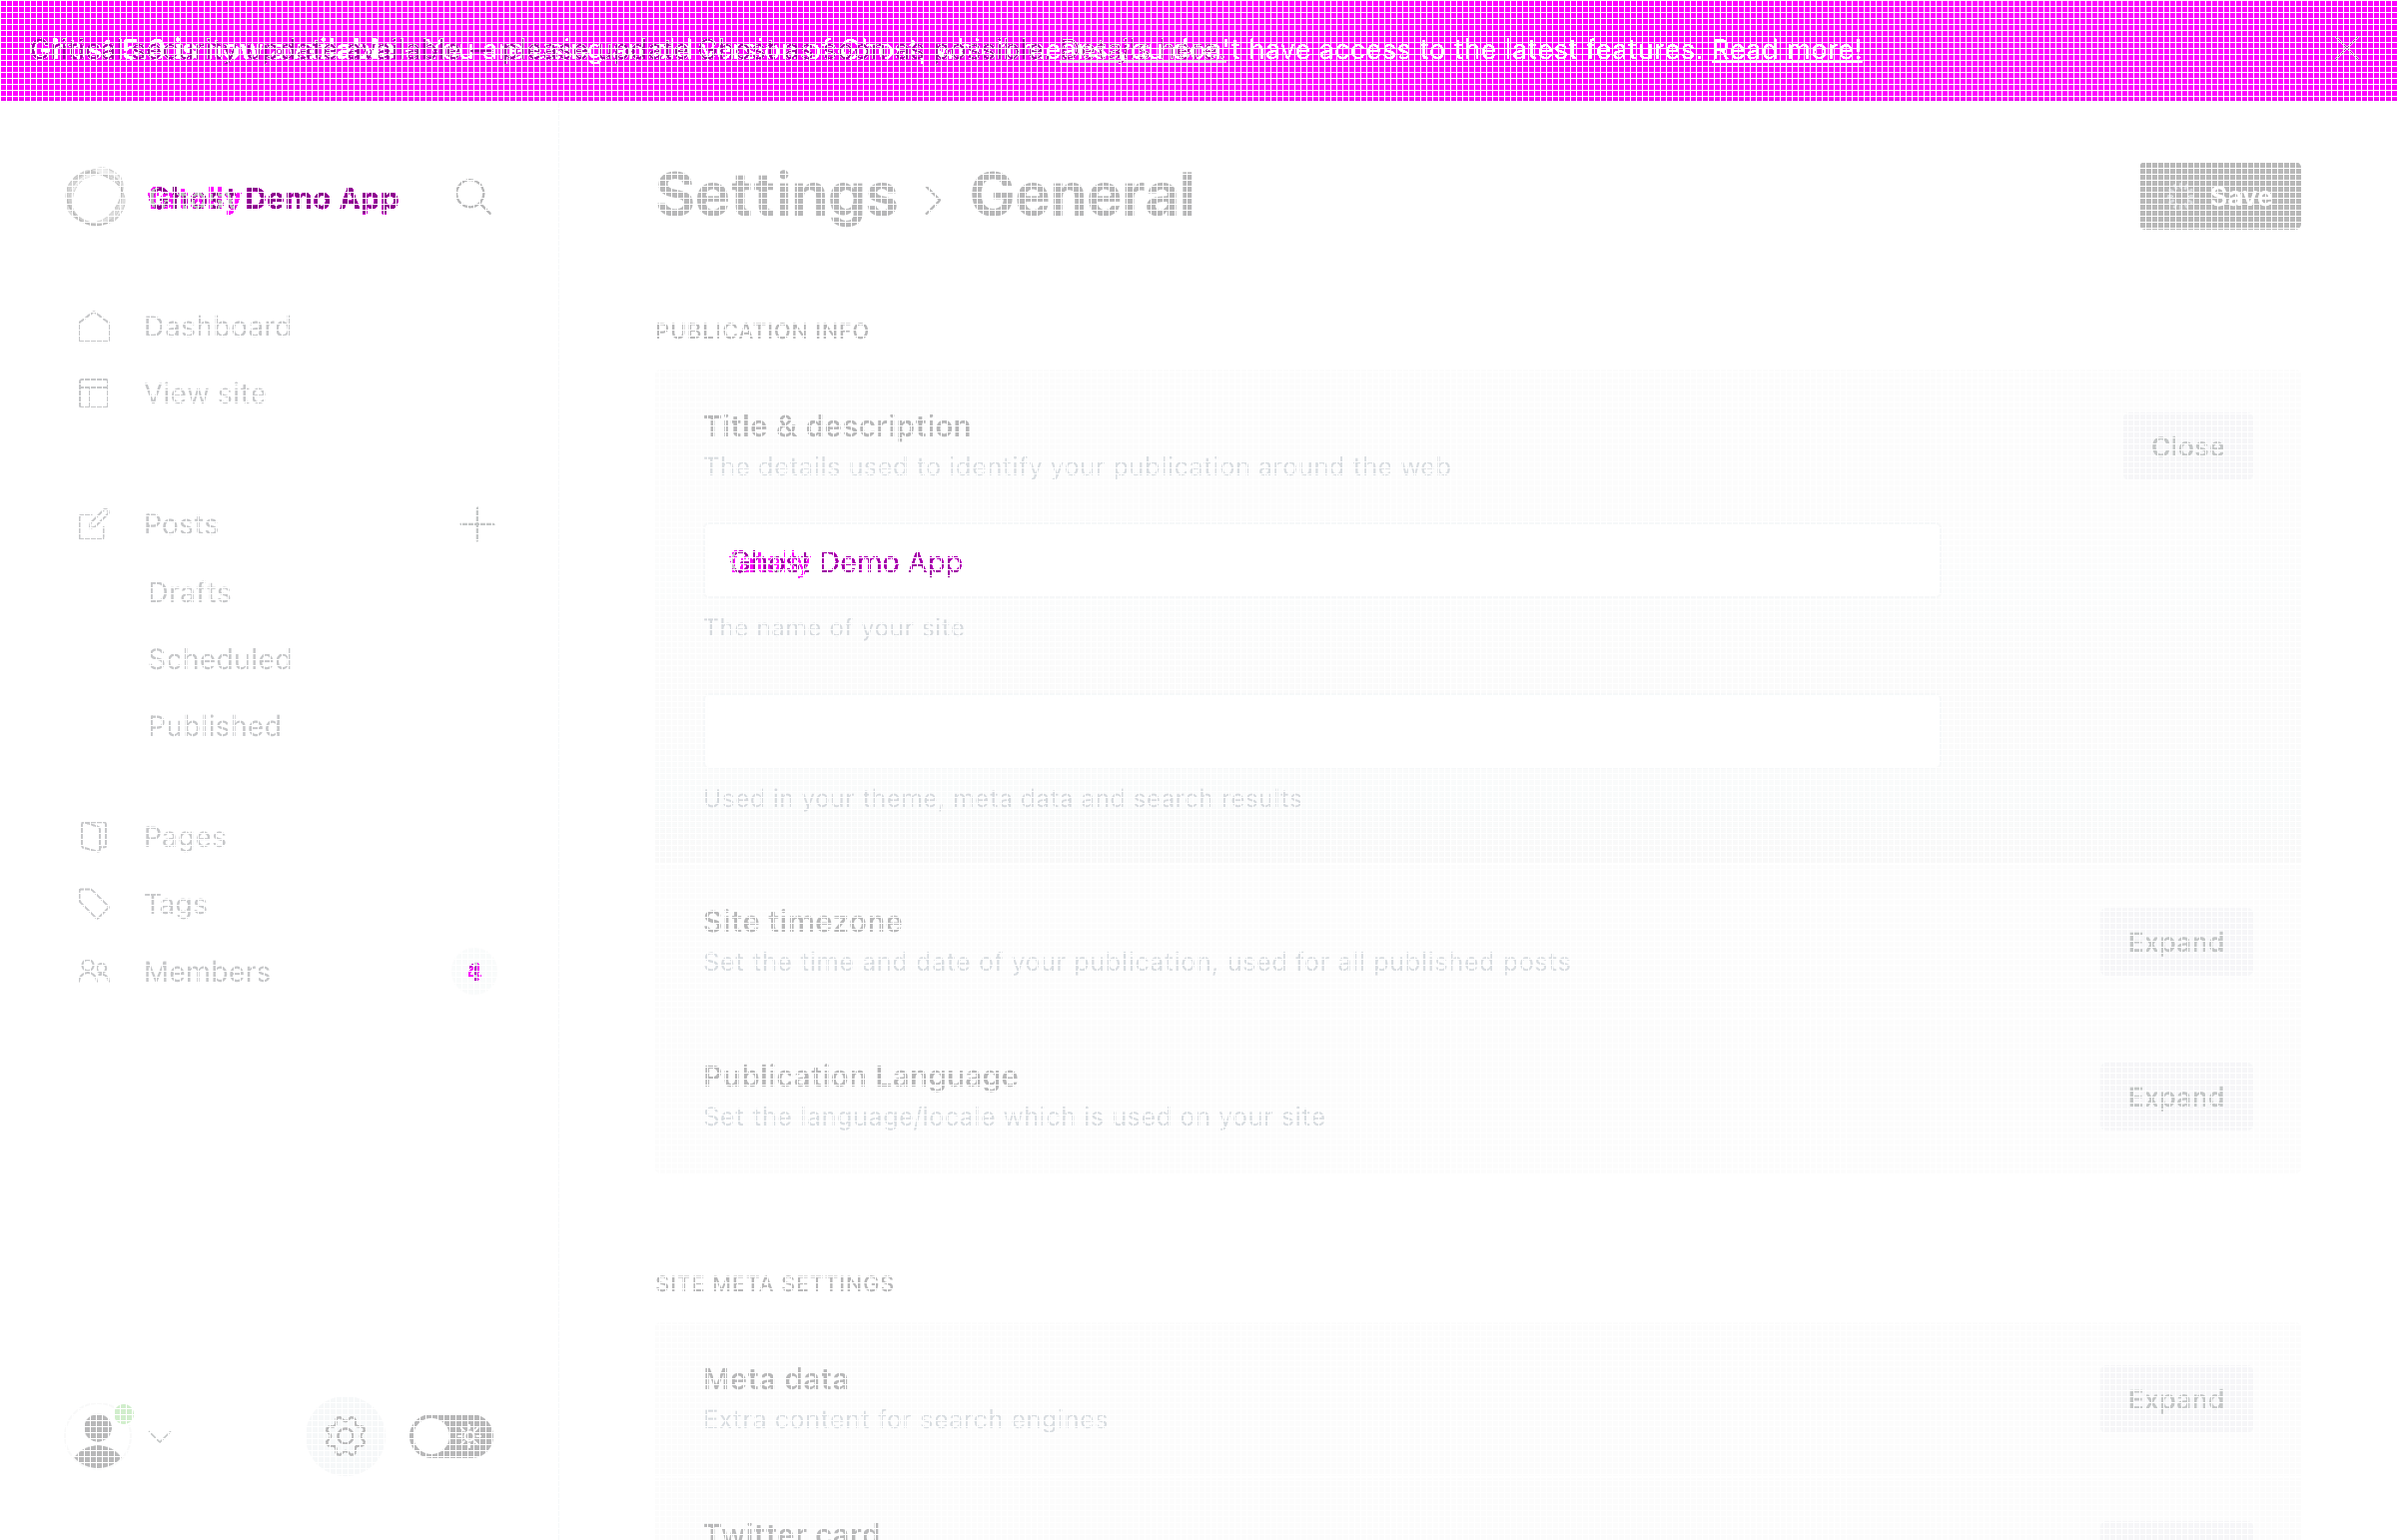 have access to the latest features. Read more!
Demo App
Settings
General
Save
Dashboard
View site
PUBLICATION INFO
Title & description
The details used to identify your publication around the web
Close
Posts
Demo App
Drafts
The name of your site
Scheduled
Published
Used in your theme, meta data and search results
Pages
Tags
Site timezone
Set the time and date of your publication, used for all published posts
Expand
Members
Publication Language
Set the language/locale which is used on your site
Expand
SITE META SETTINGS
Meta data
Extra content for search engines
Expand
Twitter card